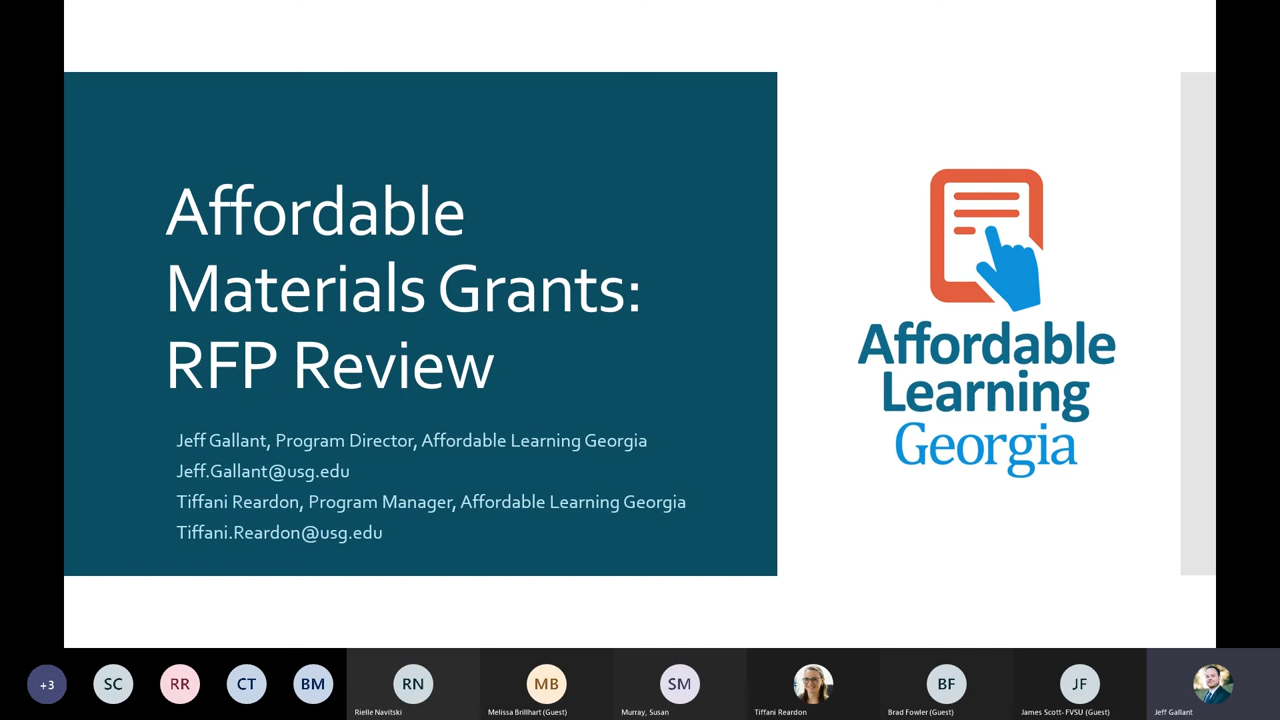 Affordable
Materials Grants:
RFP Review
Jeff Gallant, Program Director, Affordable Learning Georgia
Jeff.Gallant@usg.edu
Tiffani Reardon, Program Manager, Affordable Learning Georgia
Tiffani.Reardon@usg.edu
Affordable
Learning
Georgia
+3
SC
RR
CT
BM
RN
MB
SM
BF
JF
Rielle Navitski
Melissa Brillhart (Guest)
Murray, Susan
Tiffani Reardon
Brad Fowler (Guest)
James Scott- FVSU (Guest)
Jeff Gallant